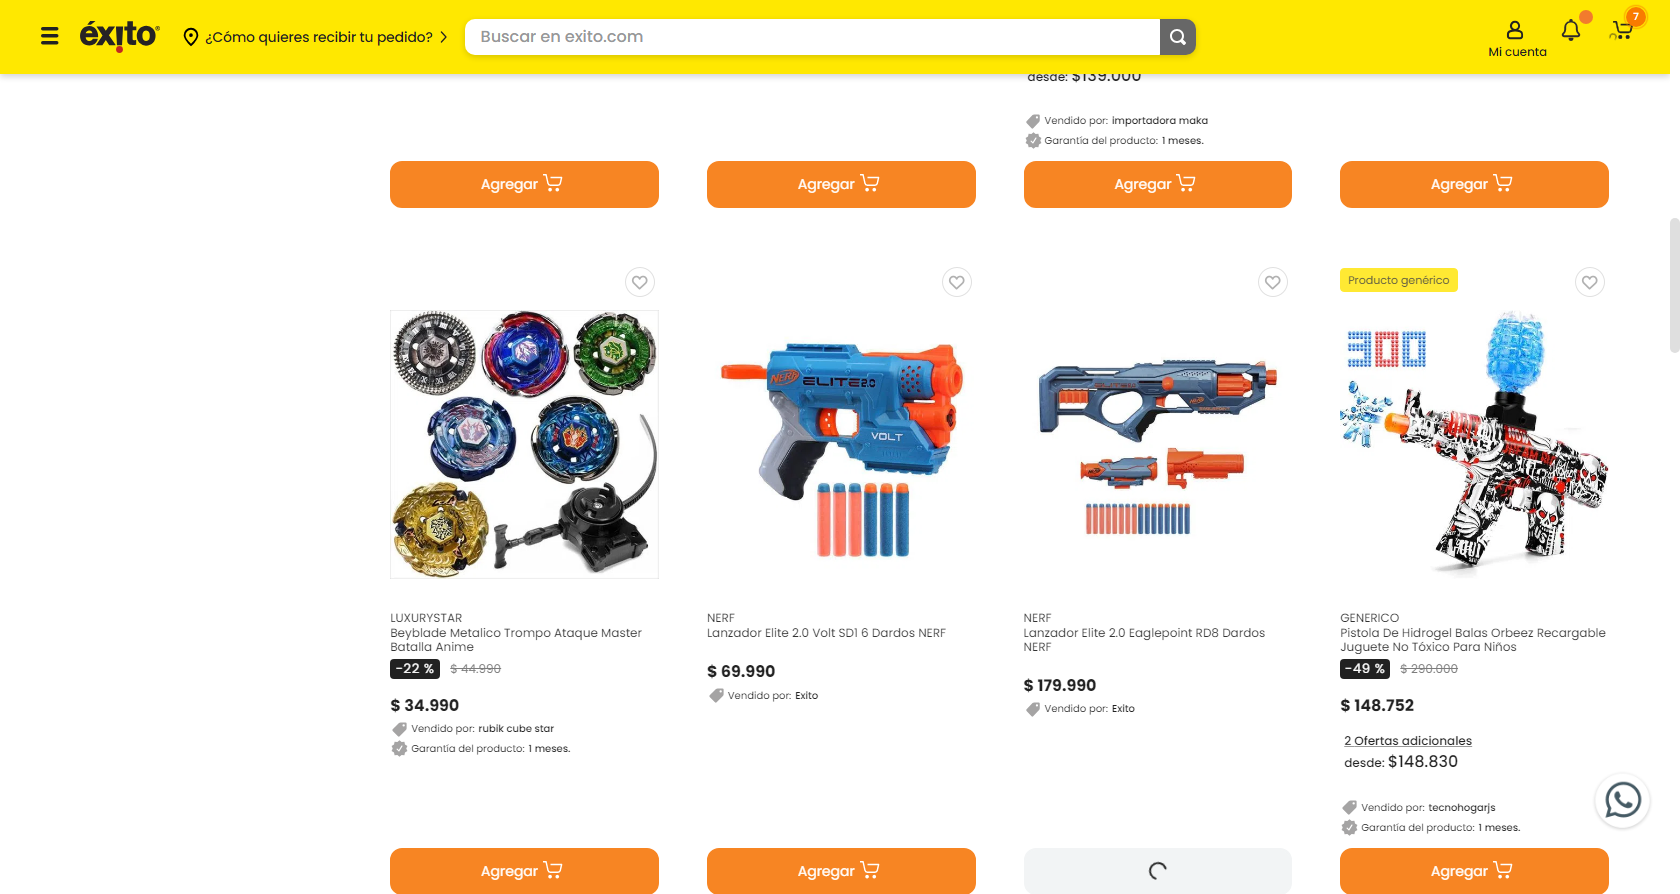 éxito
¿Cómo quieres recibir tu pedido?
Buscar en exito.com
Mi cuenta
7
desde: $139.000
Vendido por: importadora maka
Garantía del producto: 1 meses.
Agregar
Agregar
Agregar
Agregar
Producto genérico
300
NERF ELITE 2.0
VOLT
LUXURYSTAR
Beyblade Metalico Trompo Ataque Master
Batalla Anime
-22 % $ 44.990
$ 34.990
Vendido por: rubik cube star
Garantía del producto: 1 meses.
NERF
Lanzador Elite 2.0 Volt SD1 6 Dardos NERF
$ 69.990
Vendido por: Exito
NERF
Lanzador Elite 2.0 Eaglepoint RD8 Dardos
NERF
$ 179.990
Vendido por: Exito
GENERICO
Pistola De Hidrogel Balas Orbeez Recargable
Juguete No Tóxico Para Niños
-49 % $ 290.000
$ 148.752
2 Ofertas adicionales
desde: $148.830
Vendido por: tecnohogarjs
Garantía del producto: 1 meses.
Agregar
Agregar
Agregar